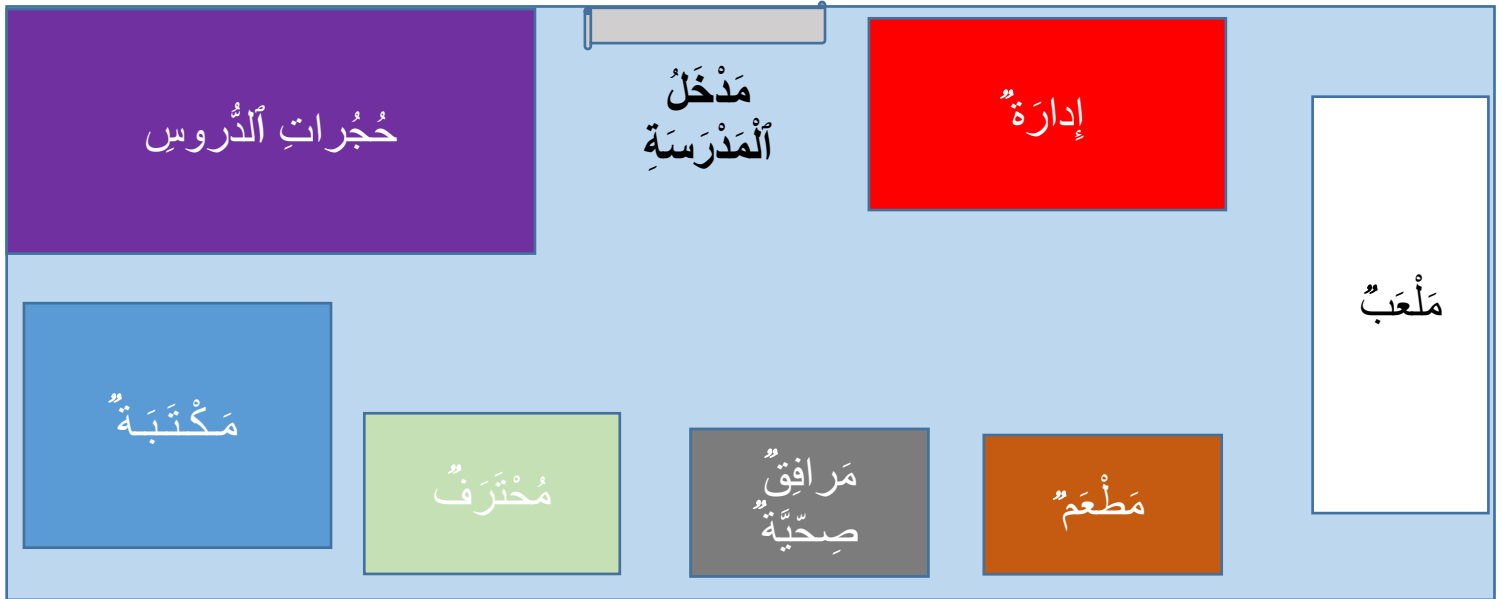 إِدارَةٌ
مَدْخَلُ
ٱلْمَدْرَسَةِ
حُجُراتِ ٱلدُّروسِ
مَلْعَبٌ
مَطْعَمٌ
مَرافِقٌ
صِحّيَّةٌ
مُحْتَرَفٌ
مَـكْـتَـبَـةٌ